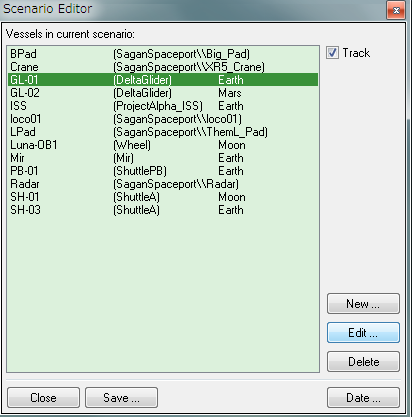 Scenario Editor
Vessels in current scenario:
BPad (SaganSpaceport\\Big_Pad)
Crane (SaganSpaceport\\XR5_Crane)
GL-01 (DeltaGlider) Earth
GL-02 (DeltaGlider) Mars
ISS (ProjectAlpha_ISS) Earth
loco01 (SaganSpaceport\\loco01)
LPad (SaganSpaceport\\ThemL_Pad)
Luna-OB1 (Wheel) Moon
Mir (Mir) Earth
PB-01 (ShuttlePB) Earth
Radar (SaganSpaceport\\Radar)
SH-01 (ShuttleA) Moon
SH-03 (ShuttleA) Earth
Track
New ...
Edit ...
Delete
Close Save ... Date ...